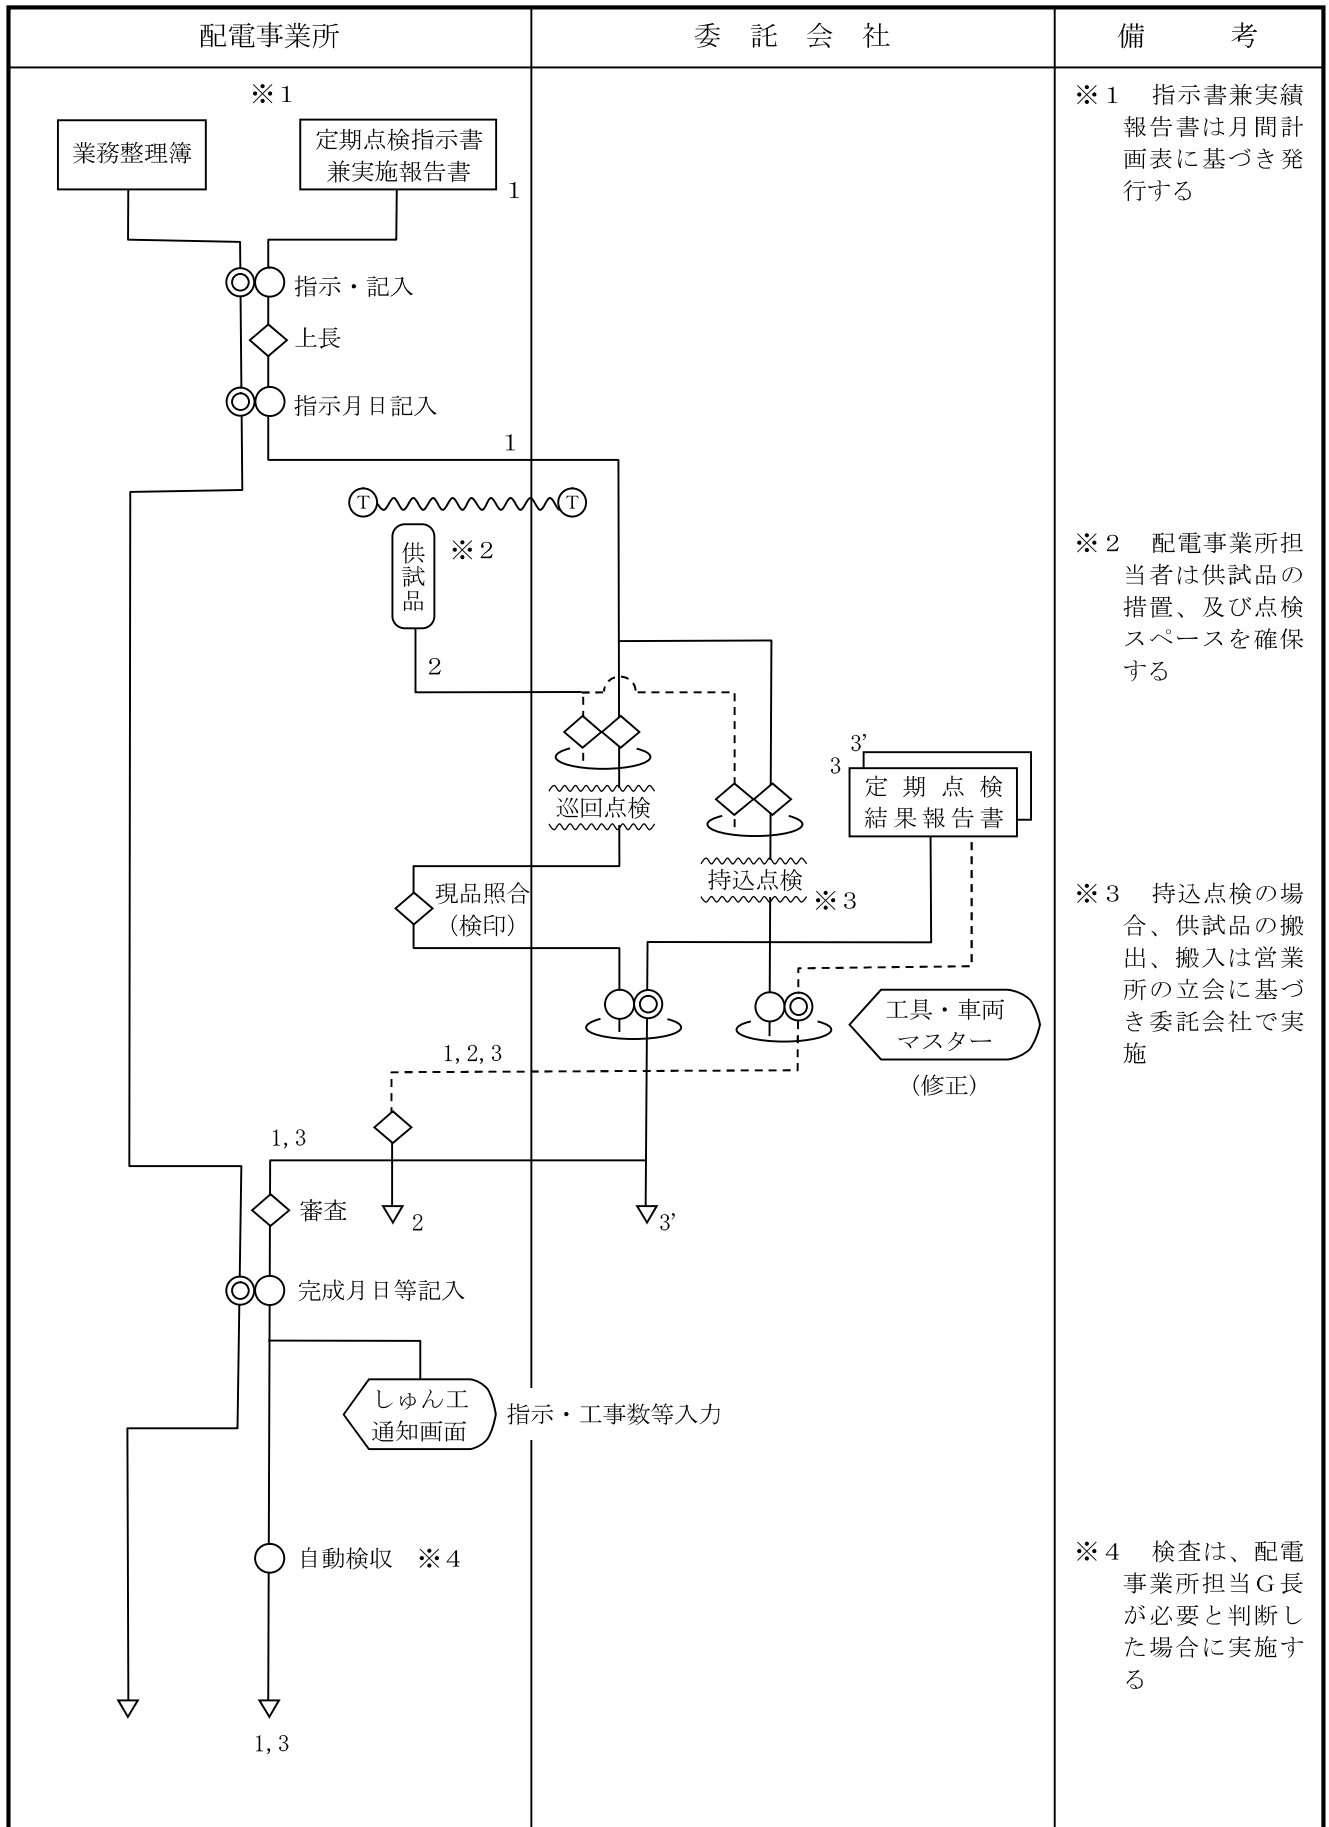 配電事業所
委　託　会　社
備　　　考
※１
業務整理簿
定期点検指示書
兼実施報告書
１
指示・記入
上長
指示月日記入
１
T
T
供試品
※２
２
巡回点検
現品照合
（検印）
持込点検
※３
3
3’
定期点検
結果報告書
工具・車両
マスター
（修正）
1, 2, 3
1, 3
審査
2
3’
完成月日等記入
しゅん工
通知画面
指示・工事数等入力
自動検収　※４
1, 3
※１　指示書兼実績
報告書は月間計
画表に基づき発
行する
※２　配電事業所担
当者は供試品の
措置、及び点検
スペースを確保
する
※３　持込点検の場
合、供試品の搬
出、搬入は営業
所の立会に基づ
き委託会社で実
施
※４　検査は、配電
事業所担当Ｇ長
が必要と判断し
た場合に実施す
る